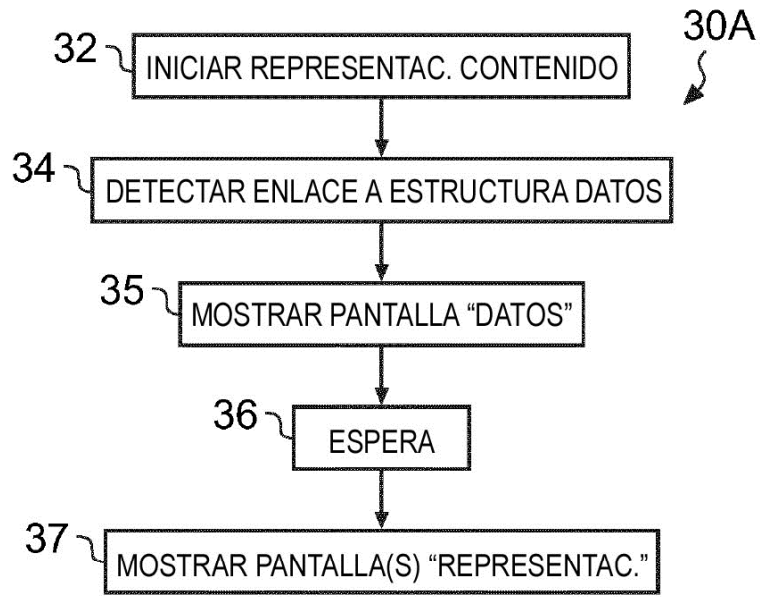 30A
32
INICIAR REPRESENTAC. CONTENIDO
34
DETECTAR ENLACE A ESTRUCTURA DATOS
35
MOSTRAR PANTALLA “DATOS”
36
ESPERA
37
MOSTRAR PANTALLA(S) “REPRESENTAC.”